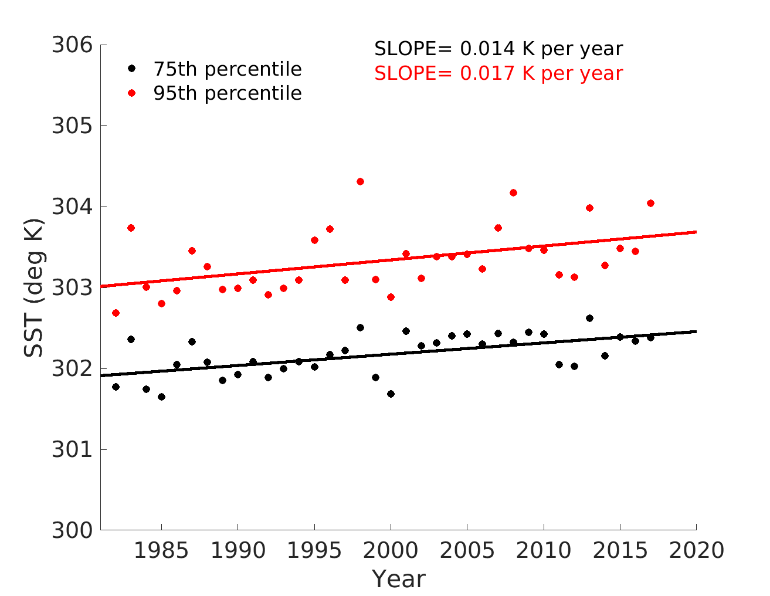 SLOPE= 0.014 K per year
SLOPE= 0.017 K per year
75th percentile
95th percentile
306
305
304
303
302
301
300
SST (deg K)
1985 1990 1995 2000 2005 2010 2015 2020
Year